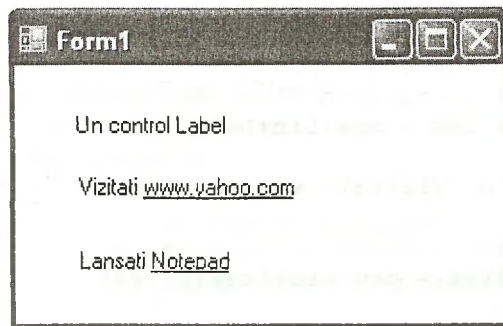 Form1
Un control Label
Vizitati www.yahoo.com
Lansati Notepad